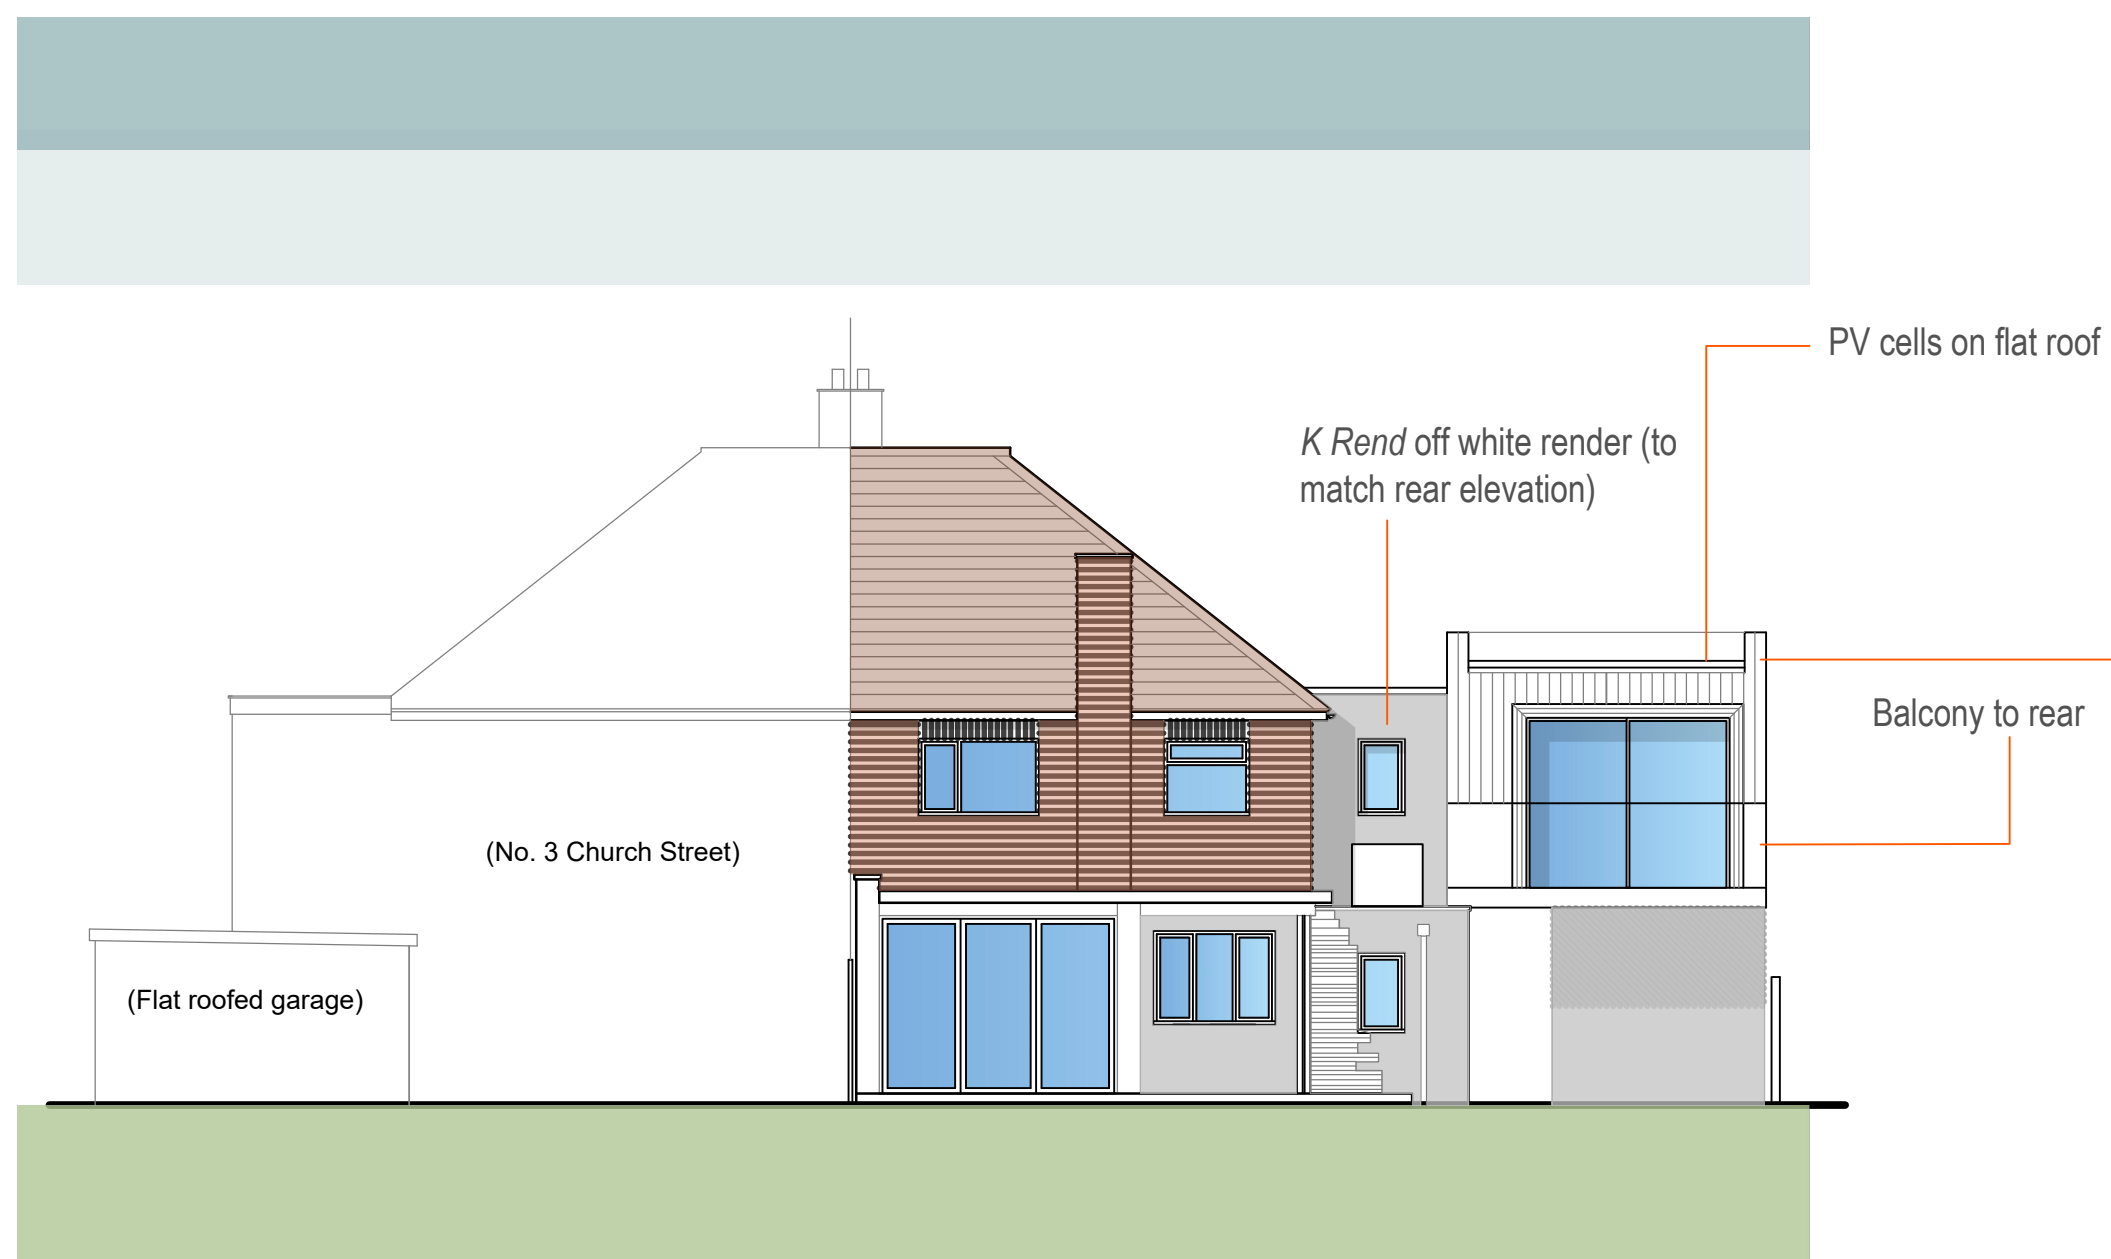 PV cells on flat roof
K Rend off white render (to
match rear elevation)
Balcony to rear
(No. 3 Church Street)
(Flat roofed garage)